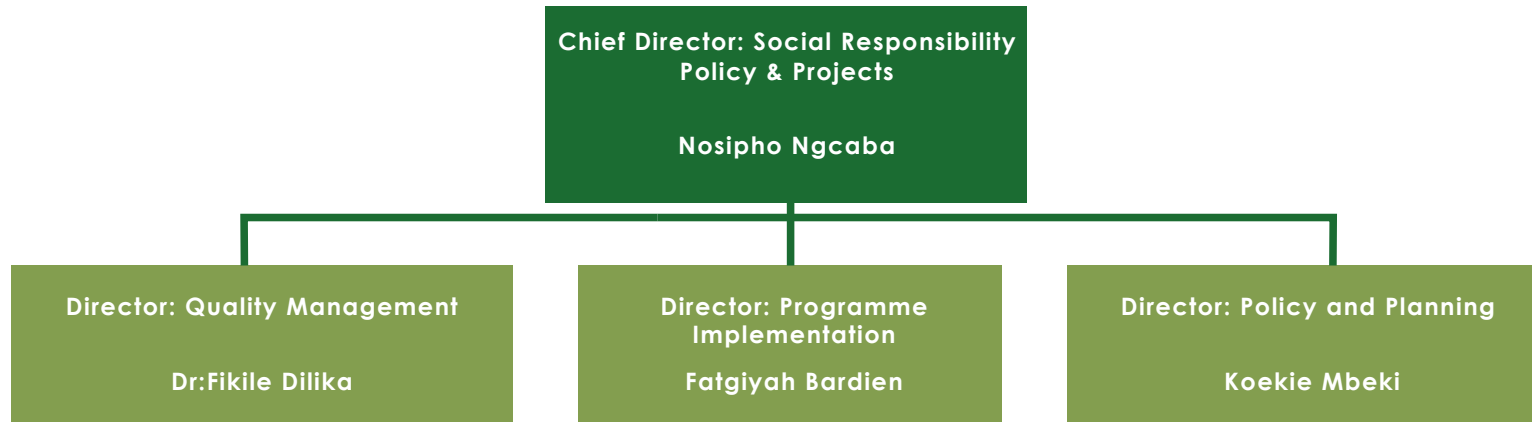 Chief Director: Social Responsibility
Policy & Projects
Nosipho Ngcaba
Director: Quality Management
Dr:Fikile Dilika
Director: Programme
Implementation
Fatgiyah Bardien
Director: Policy and Planning
Koekie Mbeki